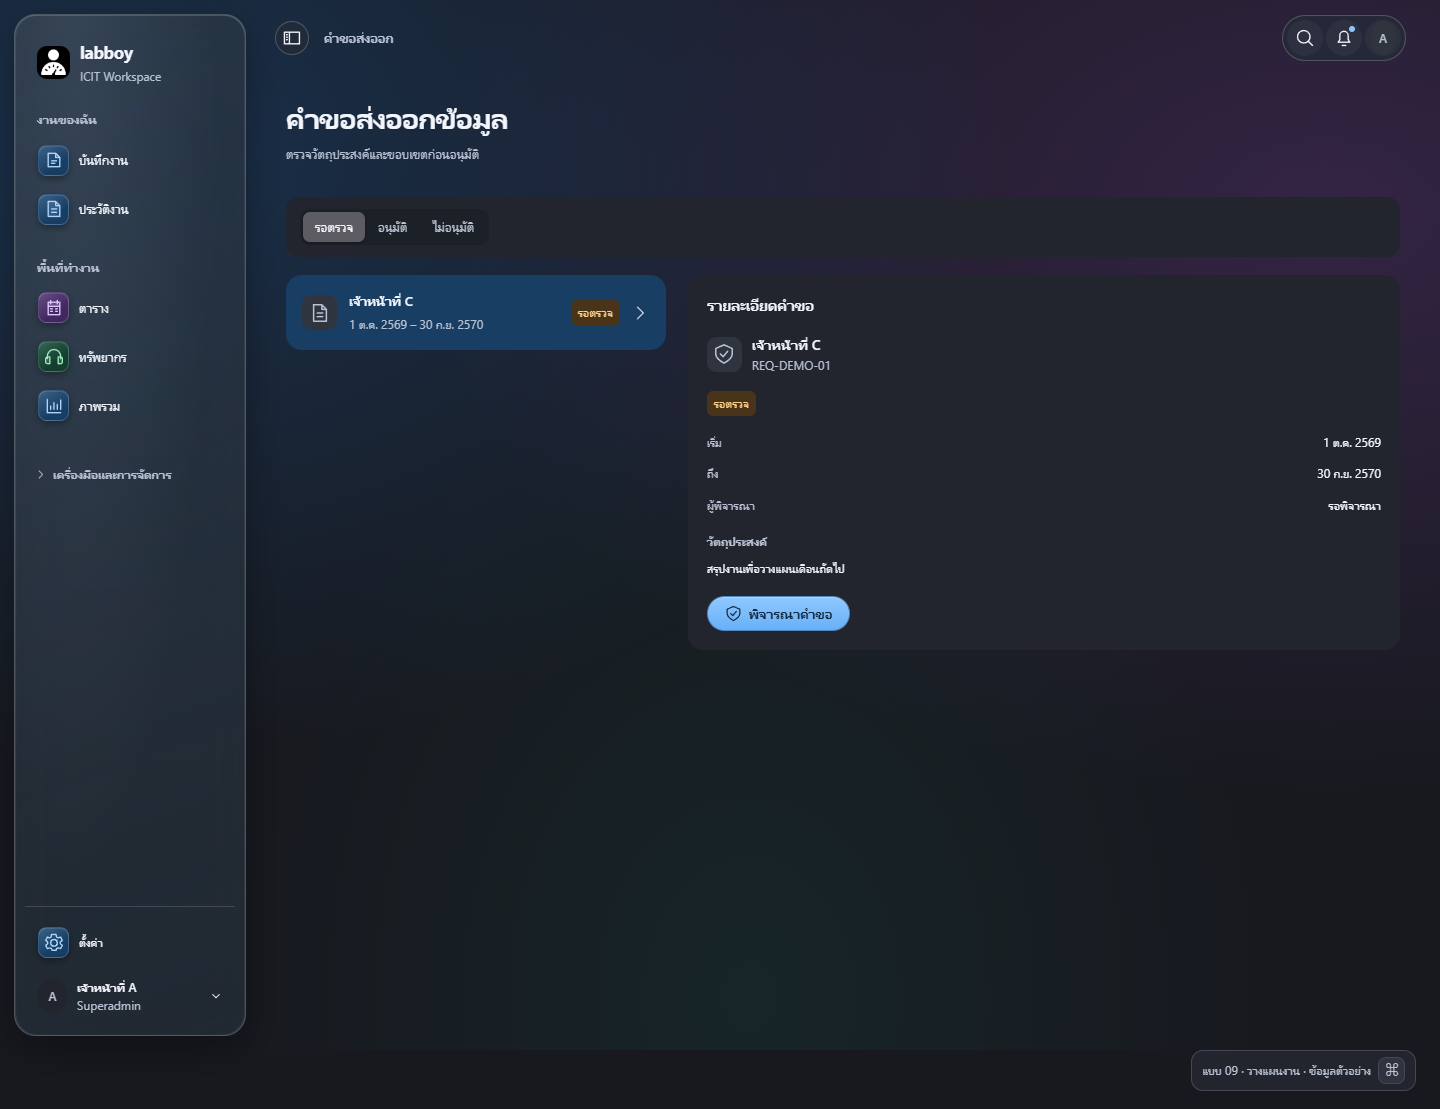 labboy
ICIT Workspace
งานของฉัน
บันทึกงาน
ประวัติงาน
พื้นที่ทำงาน
ตาราง
ทรัพยากร
ภาพรวม
เครื่องมือและการจัดการ
ตั้งค่า
A
เจ้าหน้าที่ A
Superadmin
คำขอส่งออก
A
คำขอส่งออกข้อมูล
ตรวจวัตถุประสงค์และขอบเขตก่อนอนุมัติ
รอตรวจ อนุมัติ ไม่อนุมัติ
เจ้าหน้าที่ C
1 ต.ค. 2569 – 30 ก.ย. 2570
รอตรวจ
รายละเอียดคำขอ
เจ้าหน้าที่ C
REQ-DEMO-01
รอตรวจ
เริ่ม 1 ต.ค. 2569
ถึง 30 ก.ย. 2570
ผู้พิจารณา รอพิจารณา
วัตถุประสงค์
สรุปงานเพื่อวางแผนเดือนถัดไป
พิจารณาคำขอ
แบบ 09 · วางแผนงาน · ข้อมูลตัวอย่าง ⌘